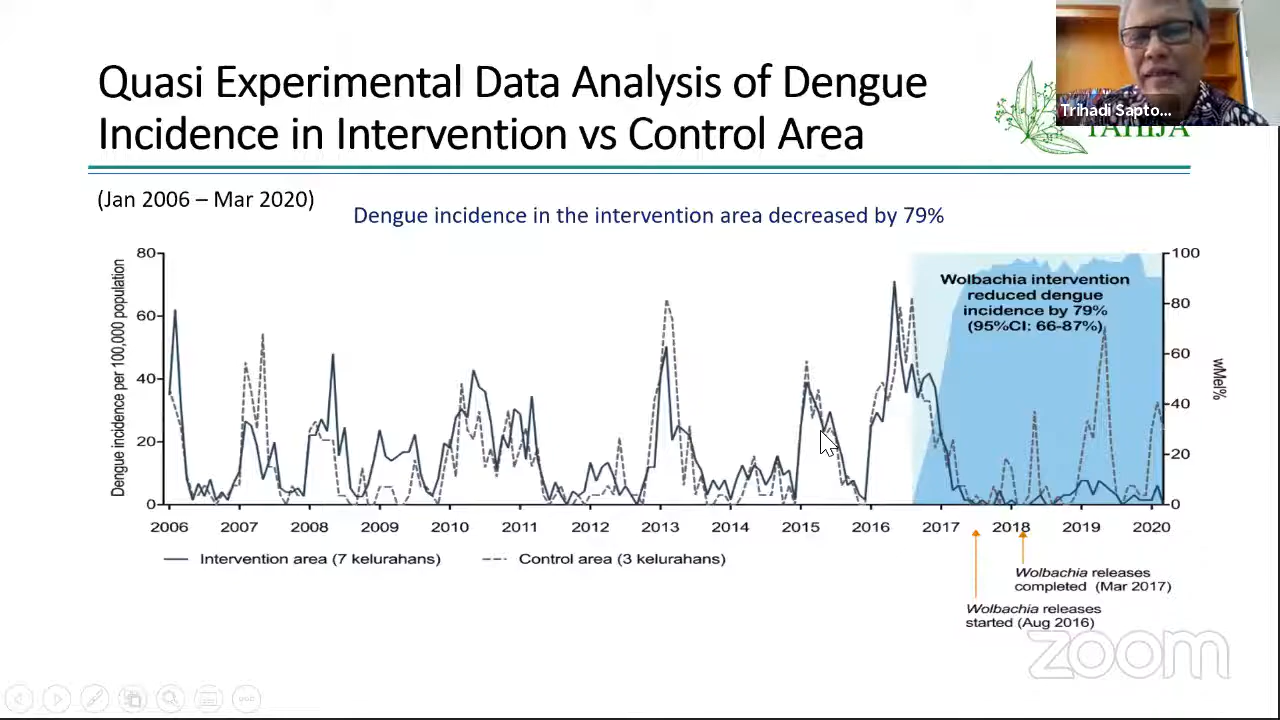 Quasi Experimental Data Analysis of Dengue
Incidence in Intervention vs Control Area
Trihadi Sapto...
TAHIJA
(Jan 2006 – Mar 2020)
Dengue incidence in the intervention area decreased by 79%
Dengue incidence per 100,000 population
80
60
40
20
0
Wolbachia intervention
reduced dengue
incidence by 79%
(95%CI: 66-87%)
100
80
60
40
20
0
wMel%
2006 2007 2008 2009 2010 2011 2012 2013 2014 2015 2016 2017 2018 2019 2020
Intervention area (7 kelurahans) Control area (3 kelurahans)
Wolbachia releases
completed (Mar 2017)
Wolbachia releases
started (Aug 2016)
zoom